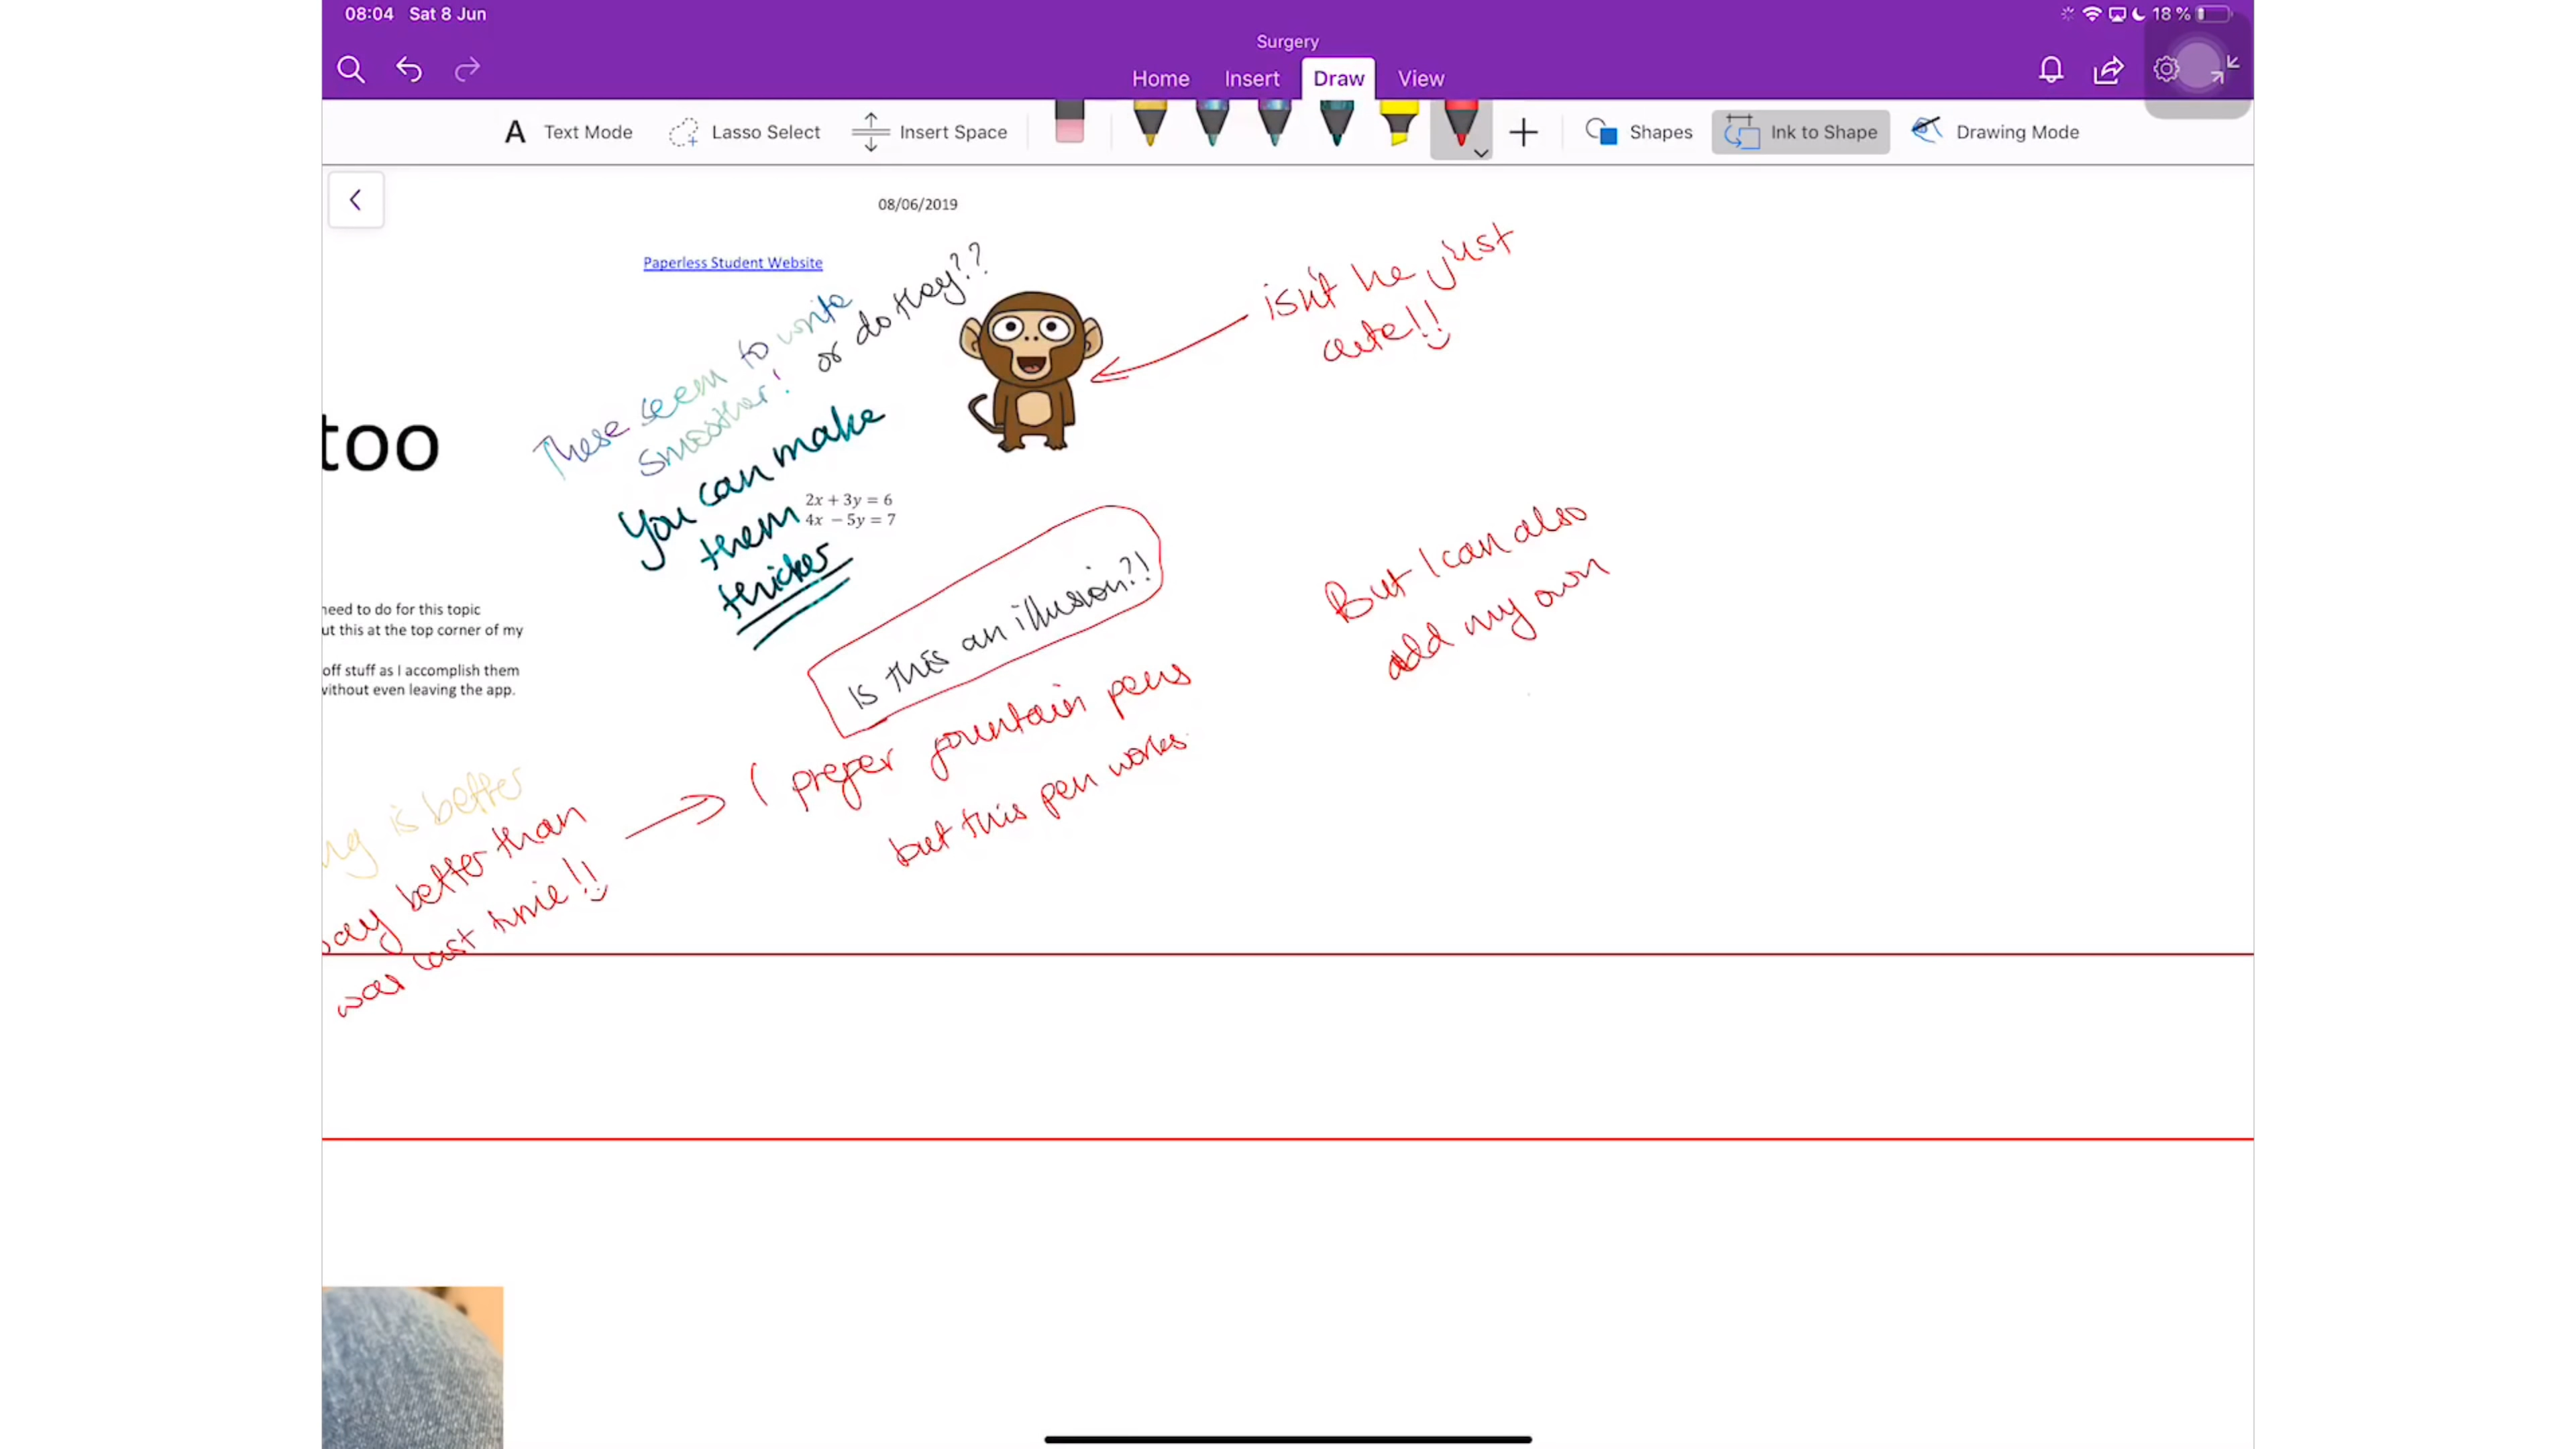 08:04 Sat 8 Jun
18 %
Surgery
Home Insert Draw View
A Text Mode Lasso Select Insert Space Shapes Ink to Shape Drawing Mode
08/06/2019
Paperless Student Website
These seem to write
smoother! or do they??
isn't he just
cute!!
too
You can make
them
thicker
2x + 3y = 6
4x − 5y = 7
Is this an illusion?!
But I can also
add my own
need to do for this topic
ut this at the top corner of my
off stuff as I accomplish them
vithout even leaving the app.
I prefer fountain pens
but this pen works
ng is better
way better than
was last time!!